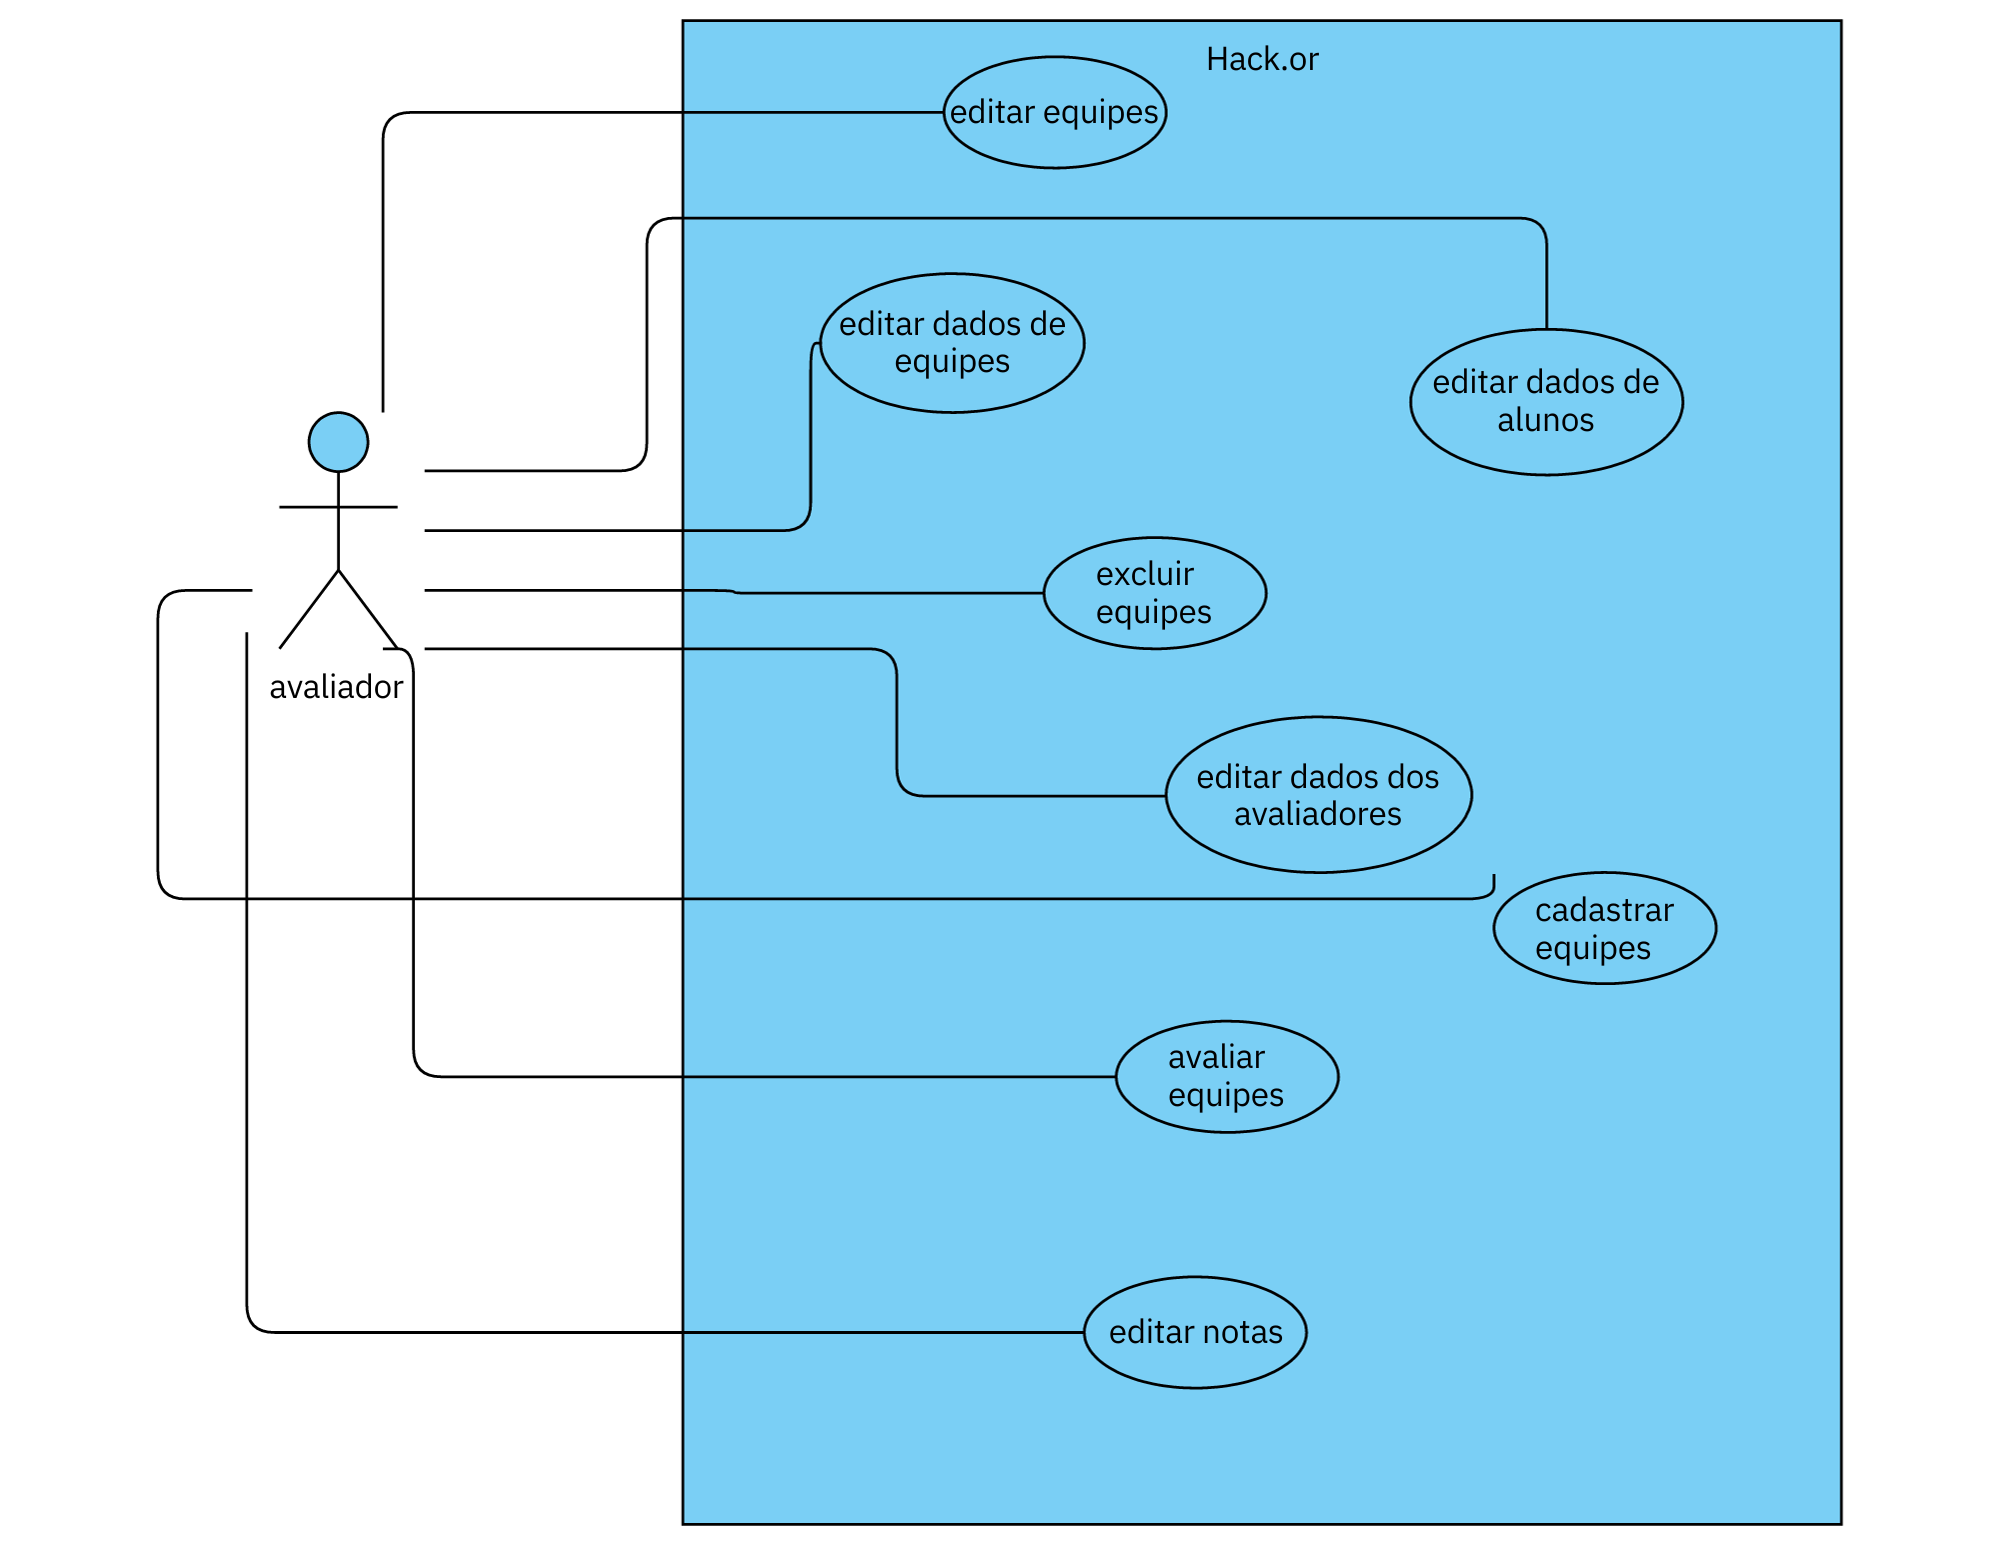 Hack.or
editar equipes
editar dados de
equipes
editar dados de
alunos
excluir
equipes
avaliador
editar dados dos
avaliadores
cadastrar
equipes
avaliar
equipes
editar notas